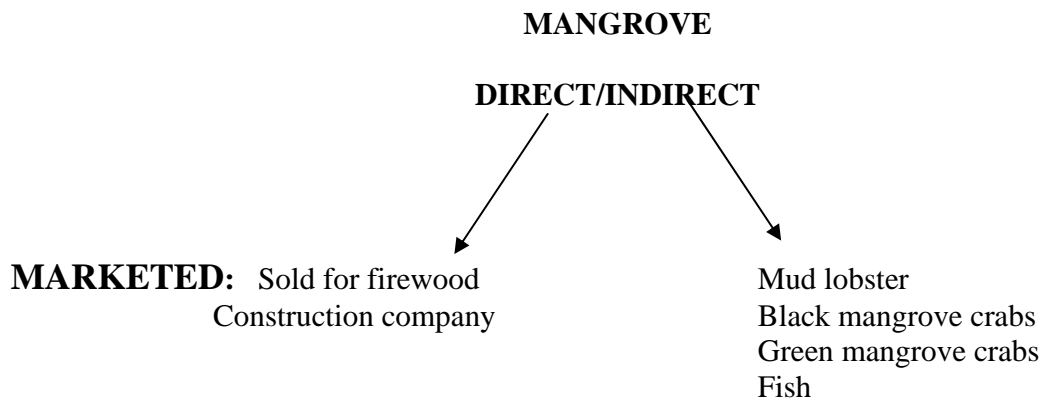 MANGROVE
DIRECT/INDIRECT
MARKETED: Sold for firewood Mud lobster
Construction company Black mangrove crabs
Green mangrove crabs
Fish